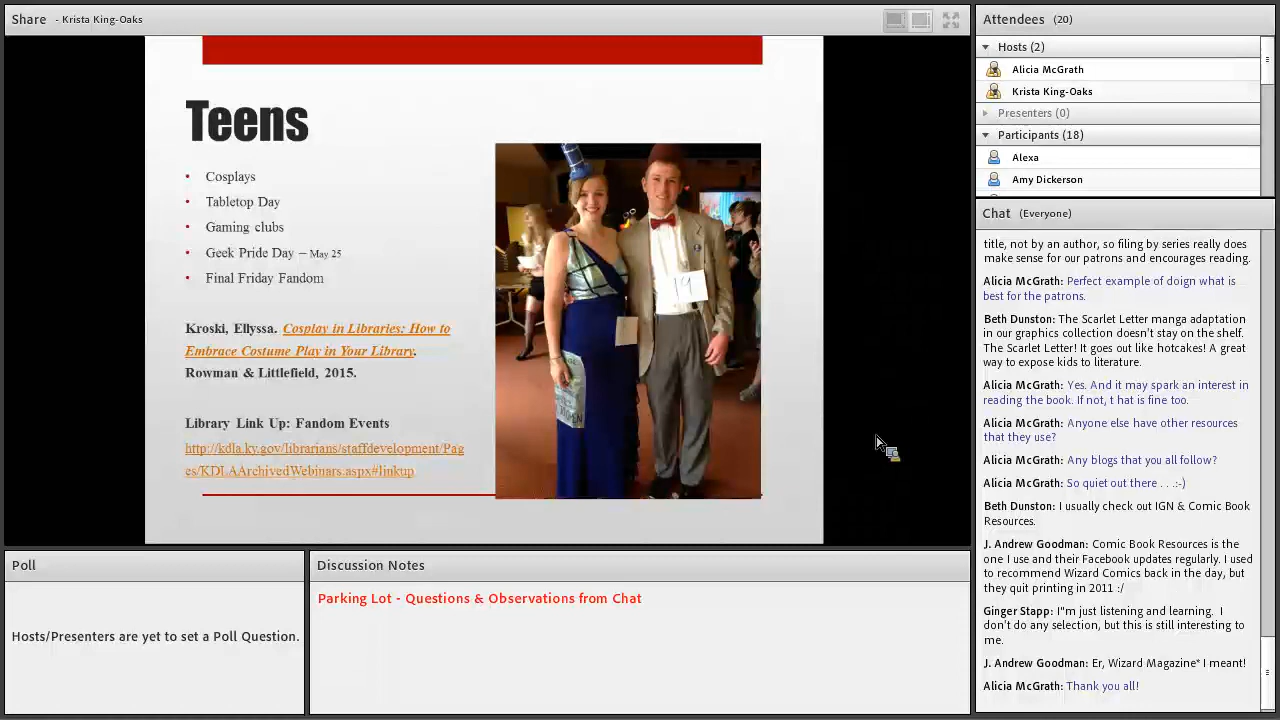 Share - Krista King-Oaks
Teens
• Cosplays
• Tabletop Day
• Gaming clubs
• Geek Pride Day – May 25
• Final Friday Fandom
Kroski, Ellyssa. Cosplay in Libraries: How to
Embrace Costume Play in Your Library.
Rowman & Littlefield, 2015.
Library Link Up: Fandom Events
http://kdla.ky.gov/librarians/staffdevelopment/Pag
es/KDLAArchivedWebinars.aspx#linkup
19
Poll
Hosts/Presenters are yet to set a Poll Question.
Discussion Notes
Parking Lot - Questions & Observations from Chat
Attendees (20)
Hosts (2)
Alicia McGrath
Krista King-Oaks
Presenters (0)
Participants (18)
Alexa
Amy Dickerson
Chat (Everyone)
title, not by an author, so filing by series really does
make sense for our patrons and encourages reading.
Alicia McGrath: Perfect example of doign what is
best for the patrons.
Beth Dunston: The Scarlet Letter manga adaptation
in our graphics collection doesn't stay on the shelf.
The Scarlet Letter! It goes out like hotcakes! A great
way to expose kids to literature.
Alicia McGrath: Yes. And it may spark an interest in
reading the book. If not, t hat is fine too.
Alicia McGrath: Anyone else have other resources
that they use?
Alicia McGrath: Any blogs that you all follow?
Alicia McGrath: So quiet out there . . .:-)
Beth Dunston: I usually check out IGN & Comic Book
Resources.
J. Andrew Goodman: Comic Book Resources is the
one I use and their Facebook updates regularly. I used
to recommend Wizard Comics back in the day, but
they quit printing in 2011 :/
Ginger Stapp: I"m just listening and learning. I
don't do any selection, but this is still interesting to
me.
J. Andrew Goodman: Er, Wizard Magazine* I meant!
Alicia McGrath: Thank you all!